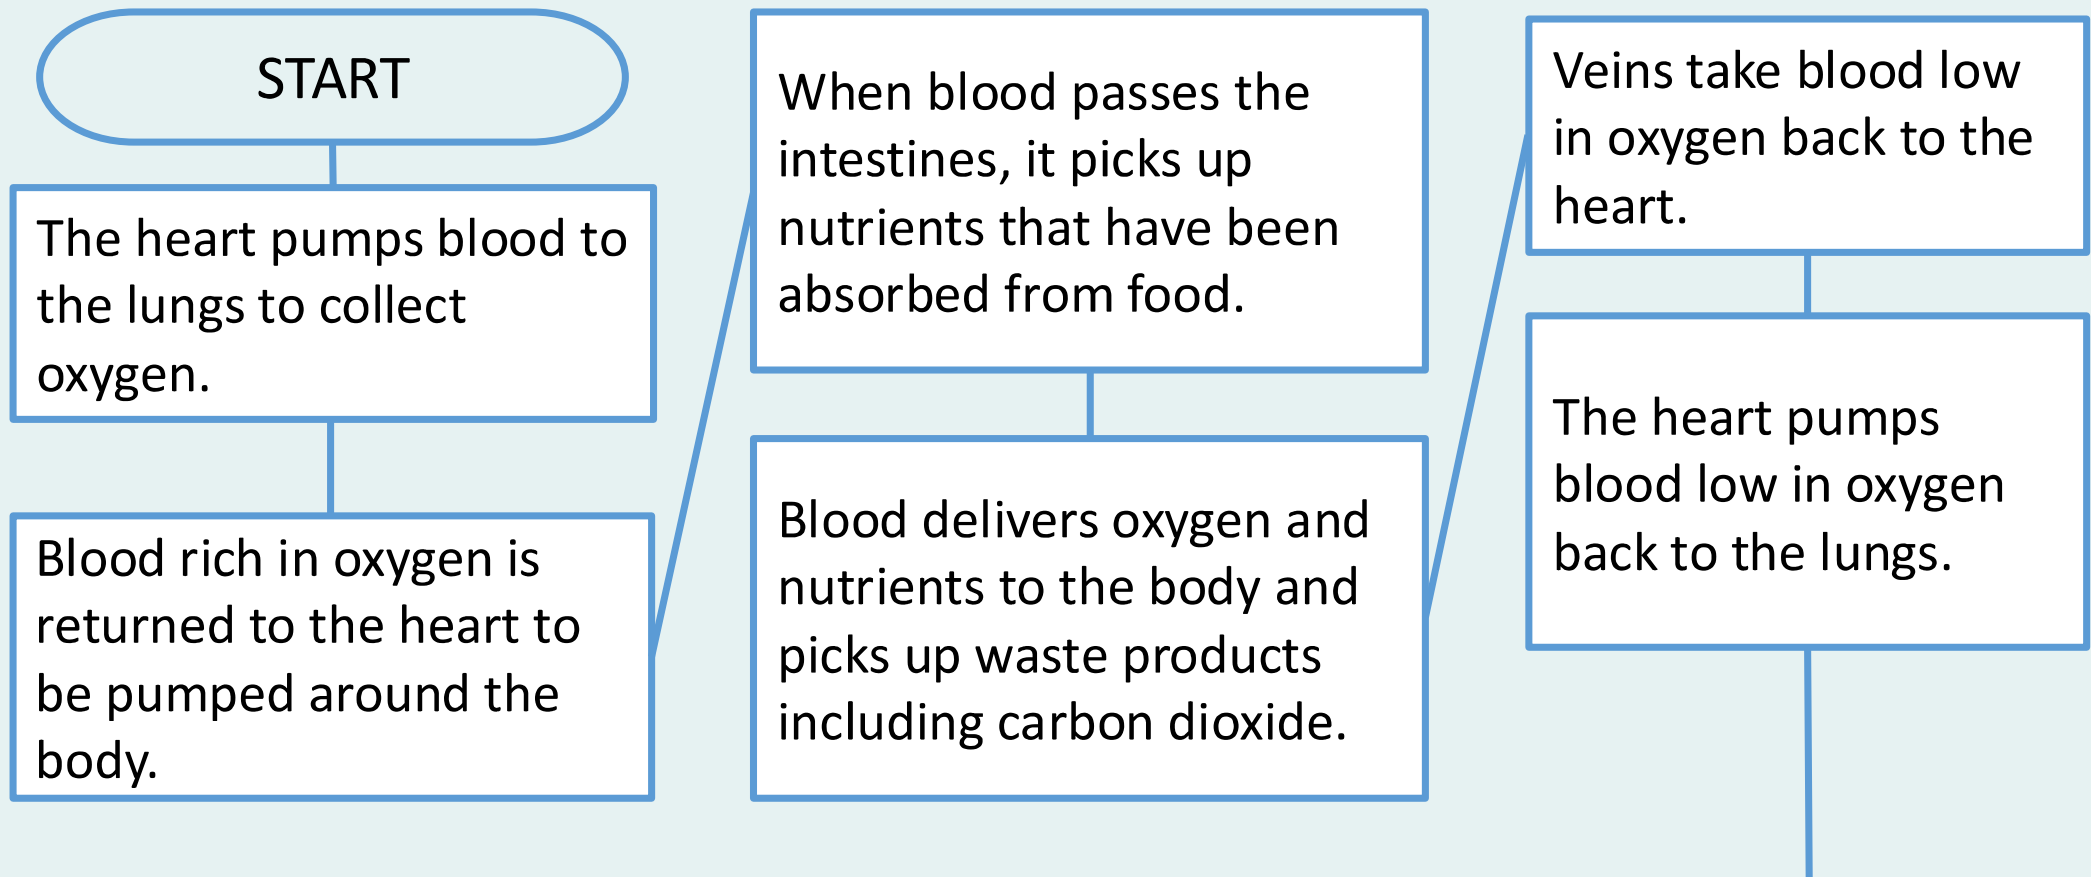 START
The heart pumps blood to
the lungs to collect
oxygen.
Blood rich in oxygen is
returned to the heart to
be pumped around the
body.
When blood passes the
intestines, it picks up
nutrients that have been
absorbed from food.
Blood delivers oxygen and
nutrients to the body and
picks up waste products
including carbon dioxide.
Veins take blood low
in oxygen back to the
heart.
The heart pumps
blood low in oxygen
back to the lungs.